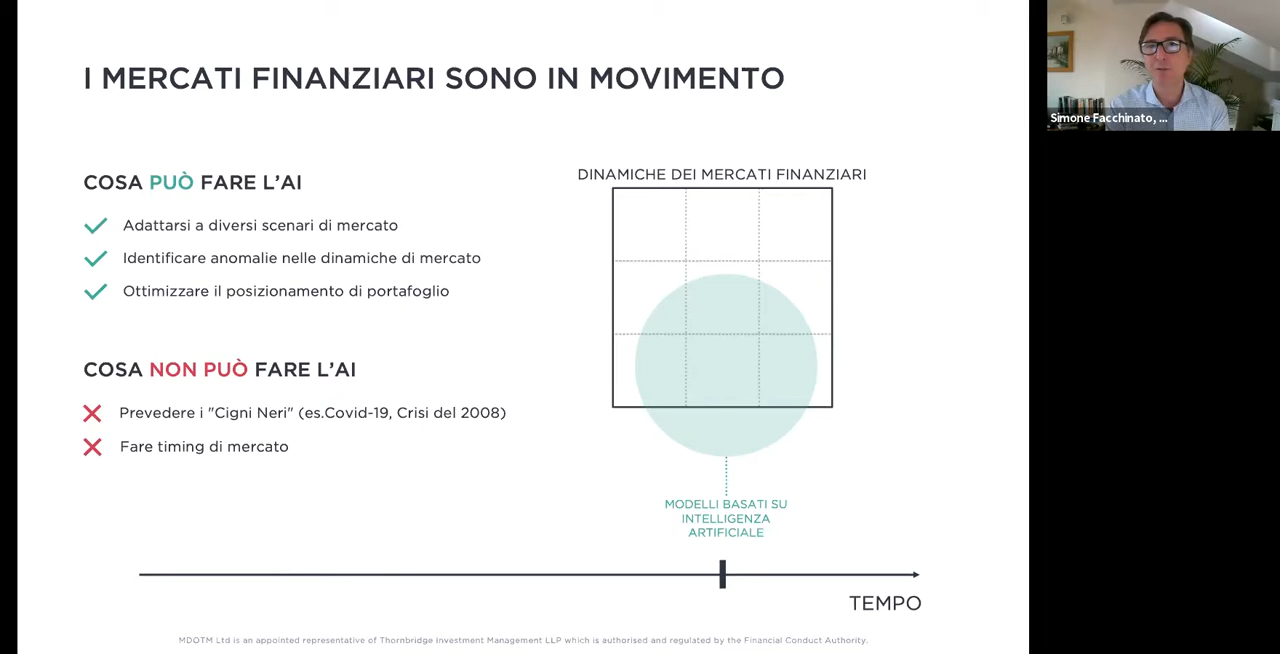 I MERCATI FINANZIARI SONO IN MOVIMENTO
COSA PUÒ FARE L'AI
Adattarsi a diversi scenari di mercato
Identificare anomalie nelle dinamiche di mercato
Ottimizzare il posizionamento di portafoglio
COSA NON PUÒ FARE L'AI
Prevedere i "Cigni Neri" (es.Covid-19, Crisi del 2008)
Fare timing di mercato
DINAMICHE DEI MERCATI FINANZIARI
MODELLI BASATI SU
INTELLIGENZA
ARTIFICIALE
TEMPO
MDOTM Ltd is an appointed representative of Thornbridge Investment Management LLP which is authorised and regulated by the Financial Conduct Authority.
Simone Facchinato, ...